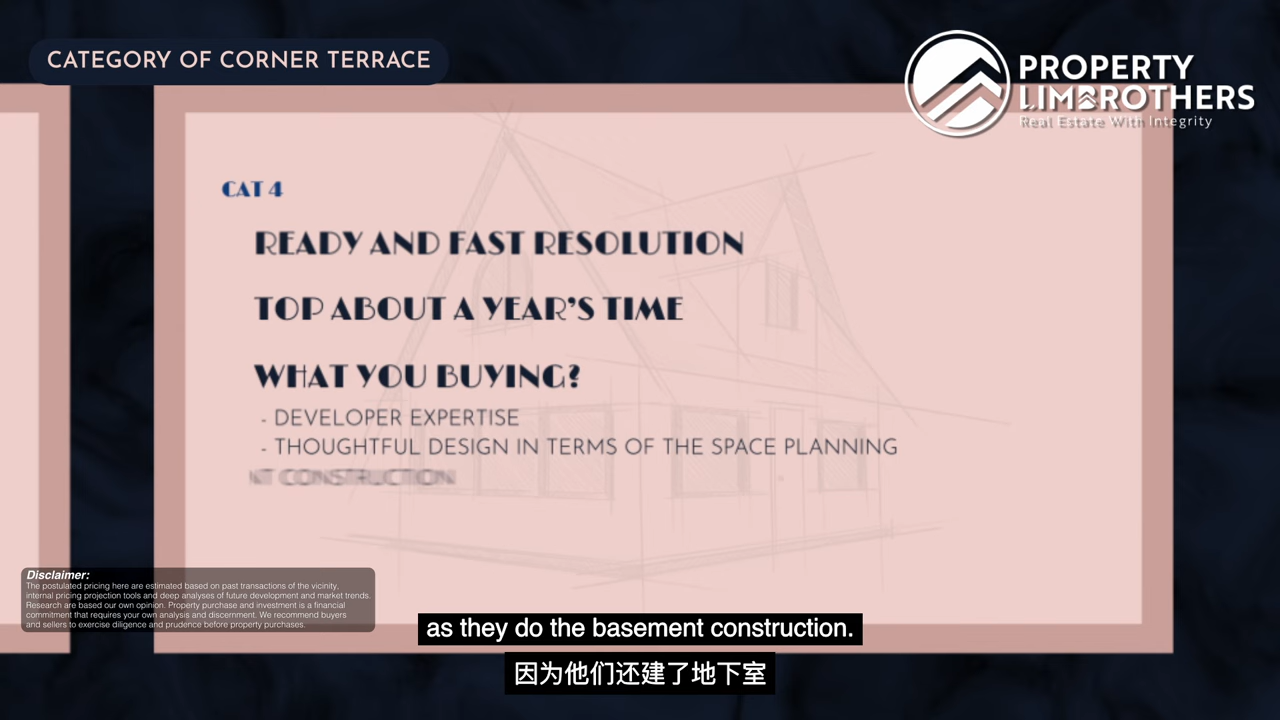 CATEGORY OF CORNER TERRACE
PROPERTY
LIMBROTHERS
Real Estate With Integrity
CAT 4
READY AND FAST RESOLUTION
TOP ABOUT A YEAR'S TIME
WHAT YOU BUYING?
- DEVELOPER EXPERTISE
- THOUGHTFUL DESIGN IN TERMS OF THE SPACE PLANNING
NT CONSTRUCTION
Disclaimer:
The postulated pricing here are estimated based on past transactions of the vicinity,
internal pricing projection tools and deep analyses of future development and market trends.
Research are based our own opinion. Property purchase and investment is a financial
commitment that requires your own analysis and discernment. We recommend buyers
and sellers to exercise diligence and prudence before property purchases.
as they do the basement construction.
因为他们还建了地下室